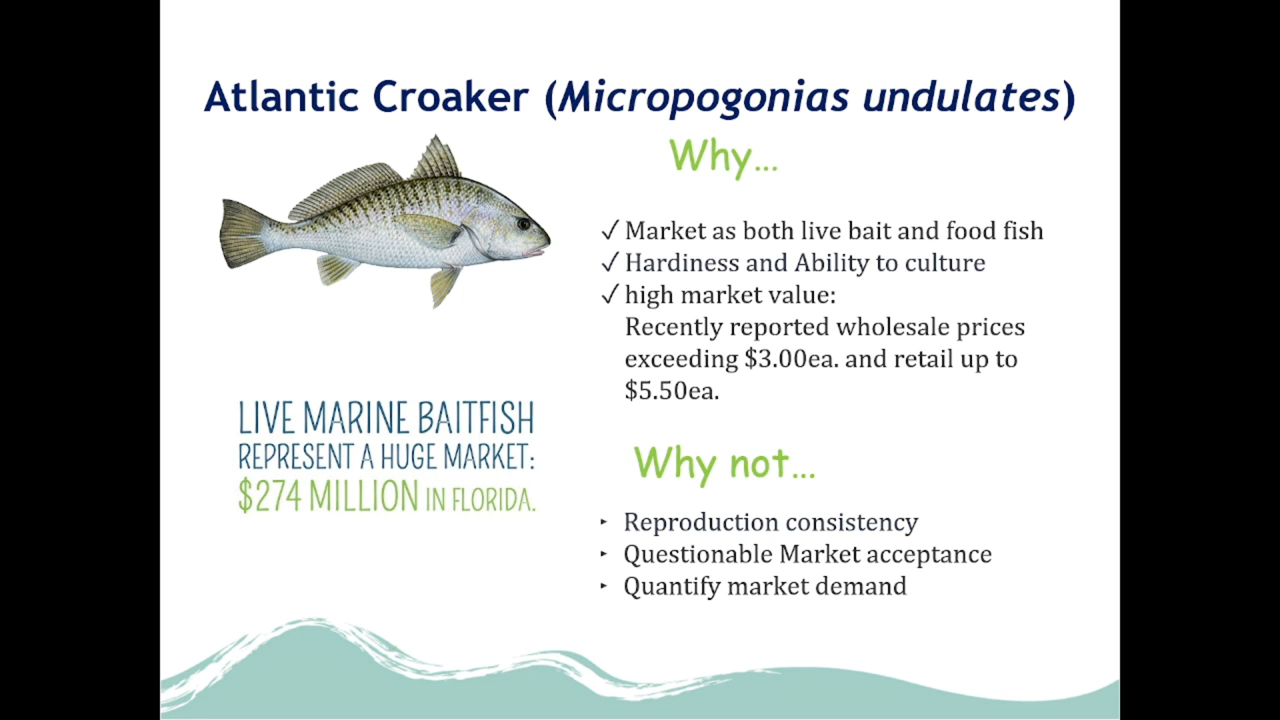 Atlantic Croaker (Micropogonias undulates)
Why...
✓ Market as both live bait and food fish
✓ Hardiness and Ability to culture
✓ high market value:
Recently reported wholesale prices
exceeding $3.00ea. and retail up to
$5.50ea.
LIVE MARINE BAITFISH
REPRESENT A HUGE MARKET:
$274 MILLION IN FLORIDA.
Why not...
‣ Reproduction consistency
‣ Questionable Market acceptance
‣ Quantify market demand